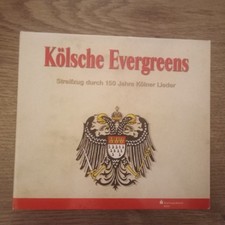 Kölsche Evergreens
Streifzug durch 150 Jahre Kölner Lieder